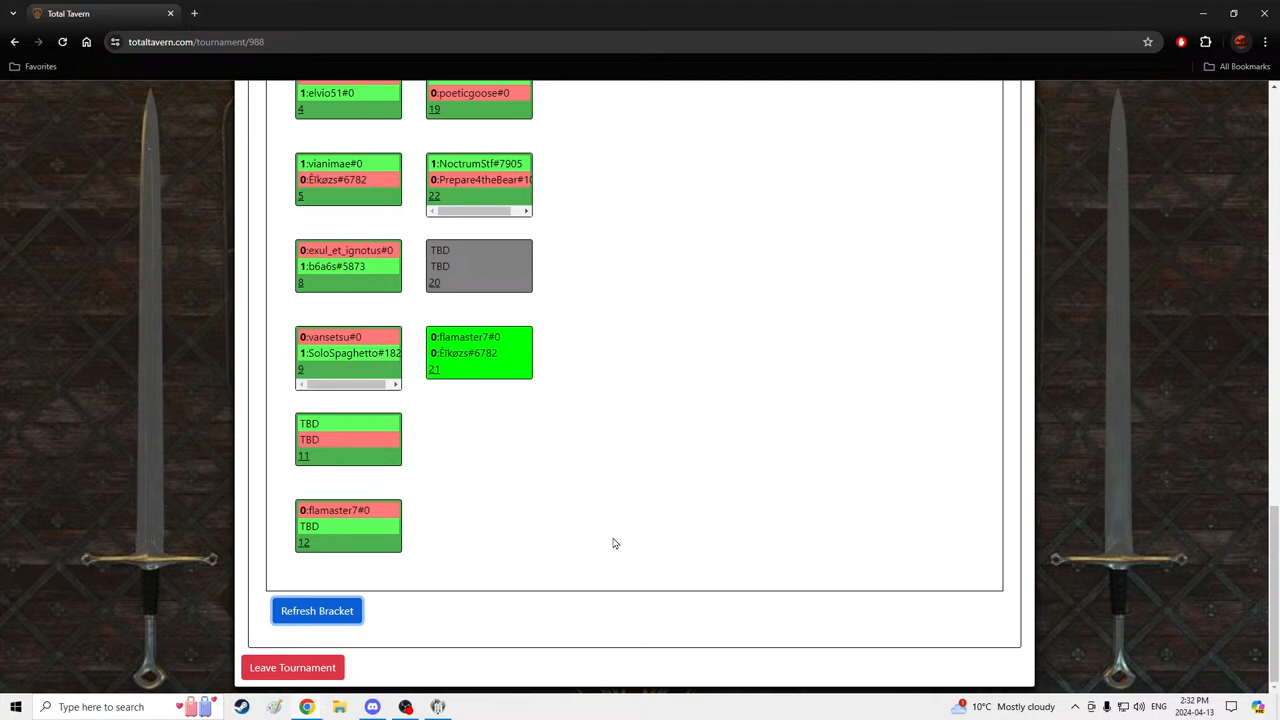 Total Tavern
totaltavern.com/tournament/988
Favorites
All Bookmarks
1:elvio51#0
4
0:poeticgoose#0
19
1:vianimae#0
0:Êîkøzs#6782
5
1:NoctrumStf#7905
0:Prepare4theBear#10
22
0:exul_et_ignotus#0
1:b6a6s#5873
8
TBD
TBD
20
0:vansetsu#0
1:SoloSpaghetto#182
9
0:flamaster7#0
0:Êîkøzs#6782
21
TBD
TBD
11
0:flamaster7#0
TBD
12
Refresh Bracket
Leave Tournament
Type here to search
10°C Mostly cloudy
ENG
2:32 PM
2024-04-13